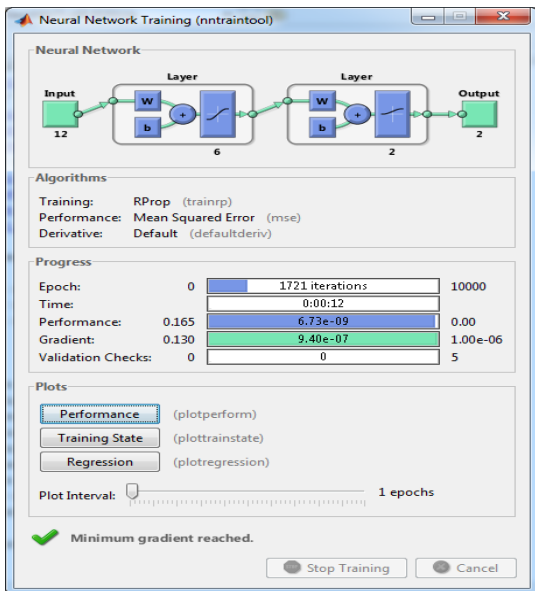 Neural Network Training (nntraintool)
Neural Network
Layer Layer
Input Output
W W
b b
+ +
12 6 2 2
Algorithms
Training: RProp (trainrp)
Performance: Mean Squared Error (mse)
Derivative: Default (defaultderiv)
Progress
Epoch: 0 1721 iterations 10000
Time: 0:00:12
Performance: 0.165 6.73e-09 0.00
Gradient: 0.130 9.40e-07 1.00e-06
Validation Checks: 0 0 5
Plots
Performance (plotperform)
Training State (plottrainstate)
Regression (plotregression)
Plot Interval: 1 epochs
Minimum gradient reached.
Stop Training Cancel